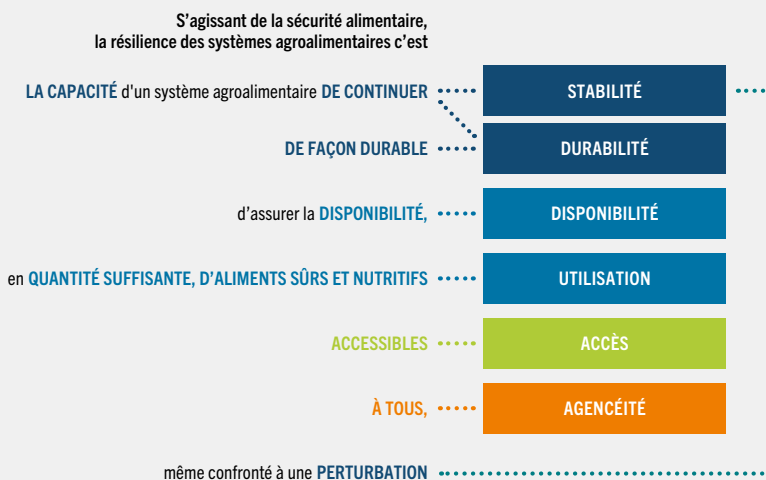 S'agissant de la sécurité alimentaire,
la résilience des systèmes agroalimentaires c'est
LA CAPACITÉ d'un système agroalimentaire DE CONTINUER
STABILITÉ
DE FAÇON DURABLE
DURABILITÉ
d'assurer la DISPONIBILITÉ,
DISPONIBILITÉ
en QUANTITÉ SUFFISANTE, D'ALIMENTS SÛRS ET NUTRITIFS
UTILISATION
ACCESSIBLES
ACCÈS
À TOUS,
AGENCÉITÉ
même confronté à une PERTURBATION